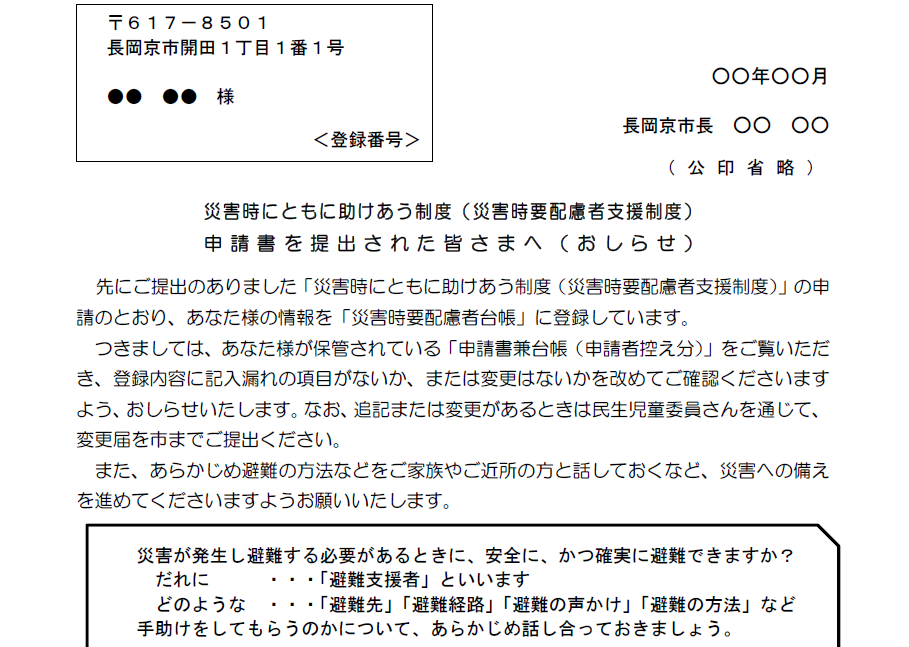 〒617－8501
長岡京市開田1丁目1番1号
●● ●● 様
＜登録番号＞
〇〇年〇〇月
長岡京市長 〇〇 〇〇
（公印省略）
災害時にともに助けあう制度（災害時要配慮者支援制度）
申請書を提出された皆さまへ（おしらせ）
先にご提出のありました「災害時にともに助けあう制度（災害時要配慮者支援制度）」の申
請のとおり、あなた様の情報を「災害時要配慮者台帳」に登録しています。
つきましては、あなた様が保管されている「申請書兼台帳（申請者控え分）」をご覧いただ
き、登録内容に記入漏れの項目がないか、または変更はないかを改めてご確認くださいます
よう、おしらせいたします。なお、追記または変更があるときは民生児童委員さんを通じて、
変更届を市までご提出ください。
また、あらかじめ避難の方法などをご家族やご近所の方と話しておくなど、災害への備え
を進めてくださいますようお願いいたします。
災害が発生し避難する必要があるときに、安全に、かつ確実に避難できますか？
だれに ・・・「避難支援者」といいます
どのような ・・・「避難先」「避難経路」「避難の声かけ」「避難の方法」など
手助けをしてもらうのかについて、あらかじめ話し合っておきましょう。